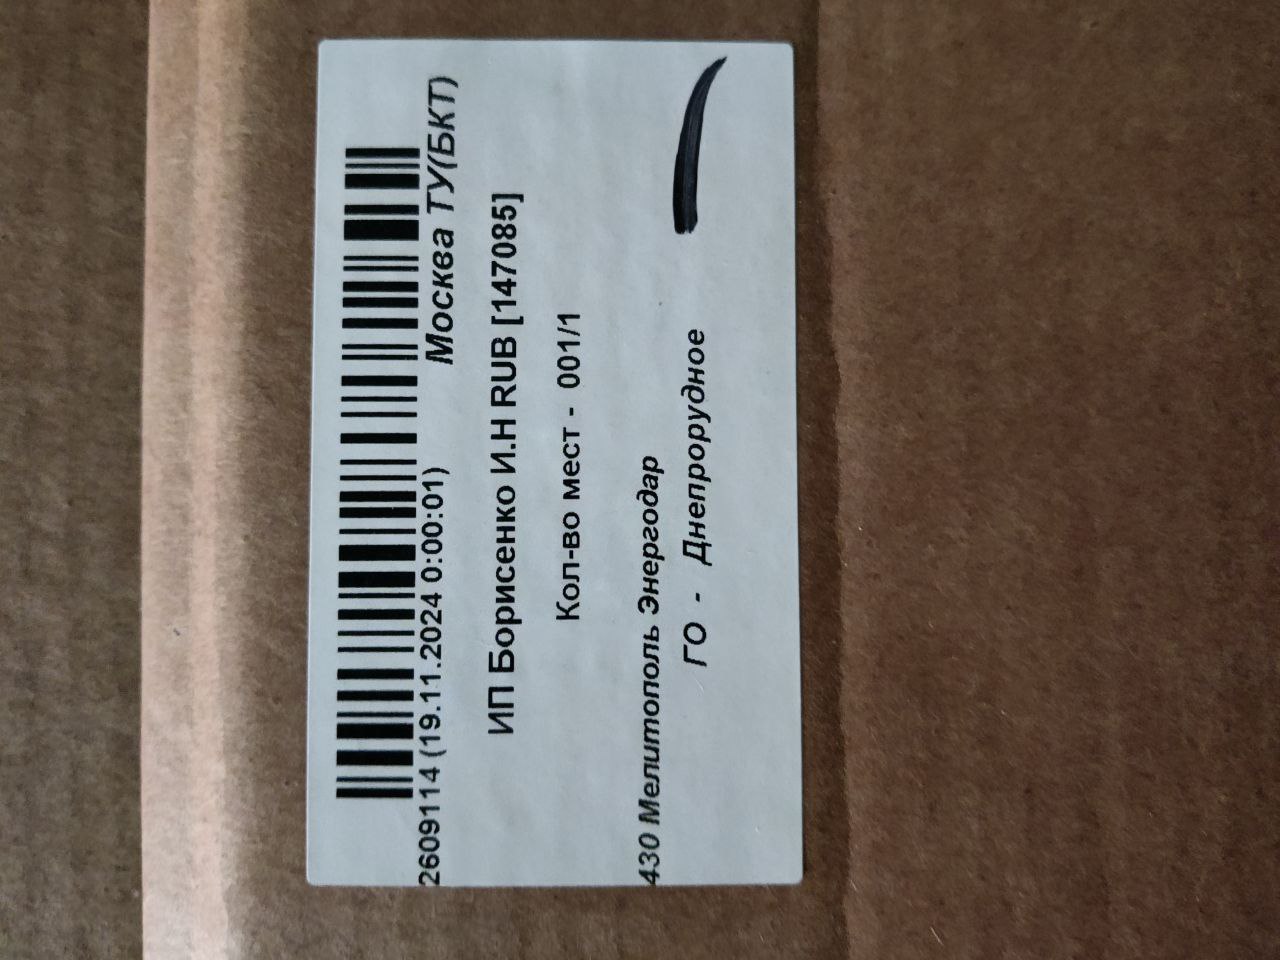 2609114 (19.11.2024 0:00:01) Москва ТУ(БКТ)
ИП Борисенко И.Н RUB [147085]
Кол-во мест - 001/1
430 Мелитополь Энергодар
ГО - Днепрорудное